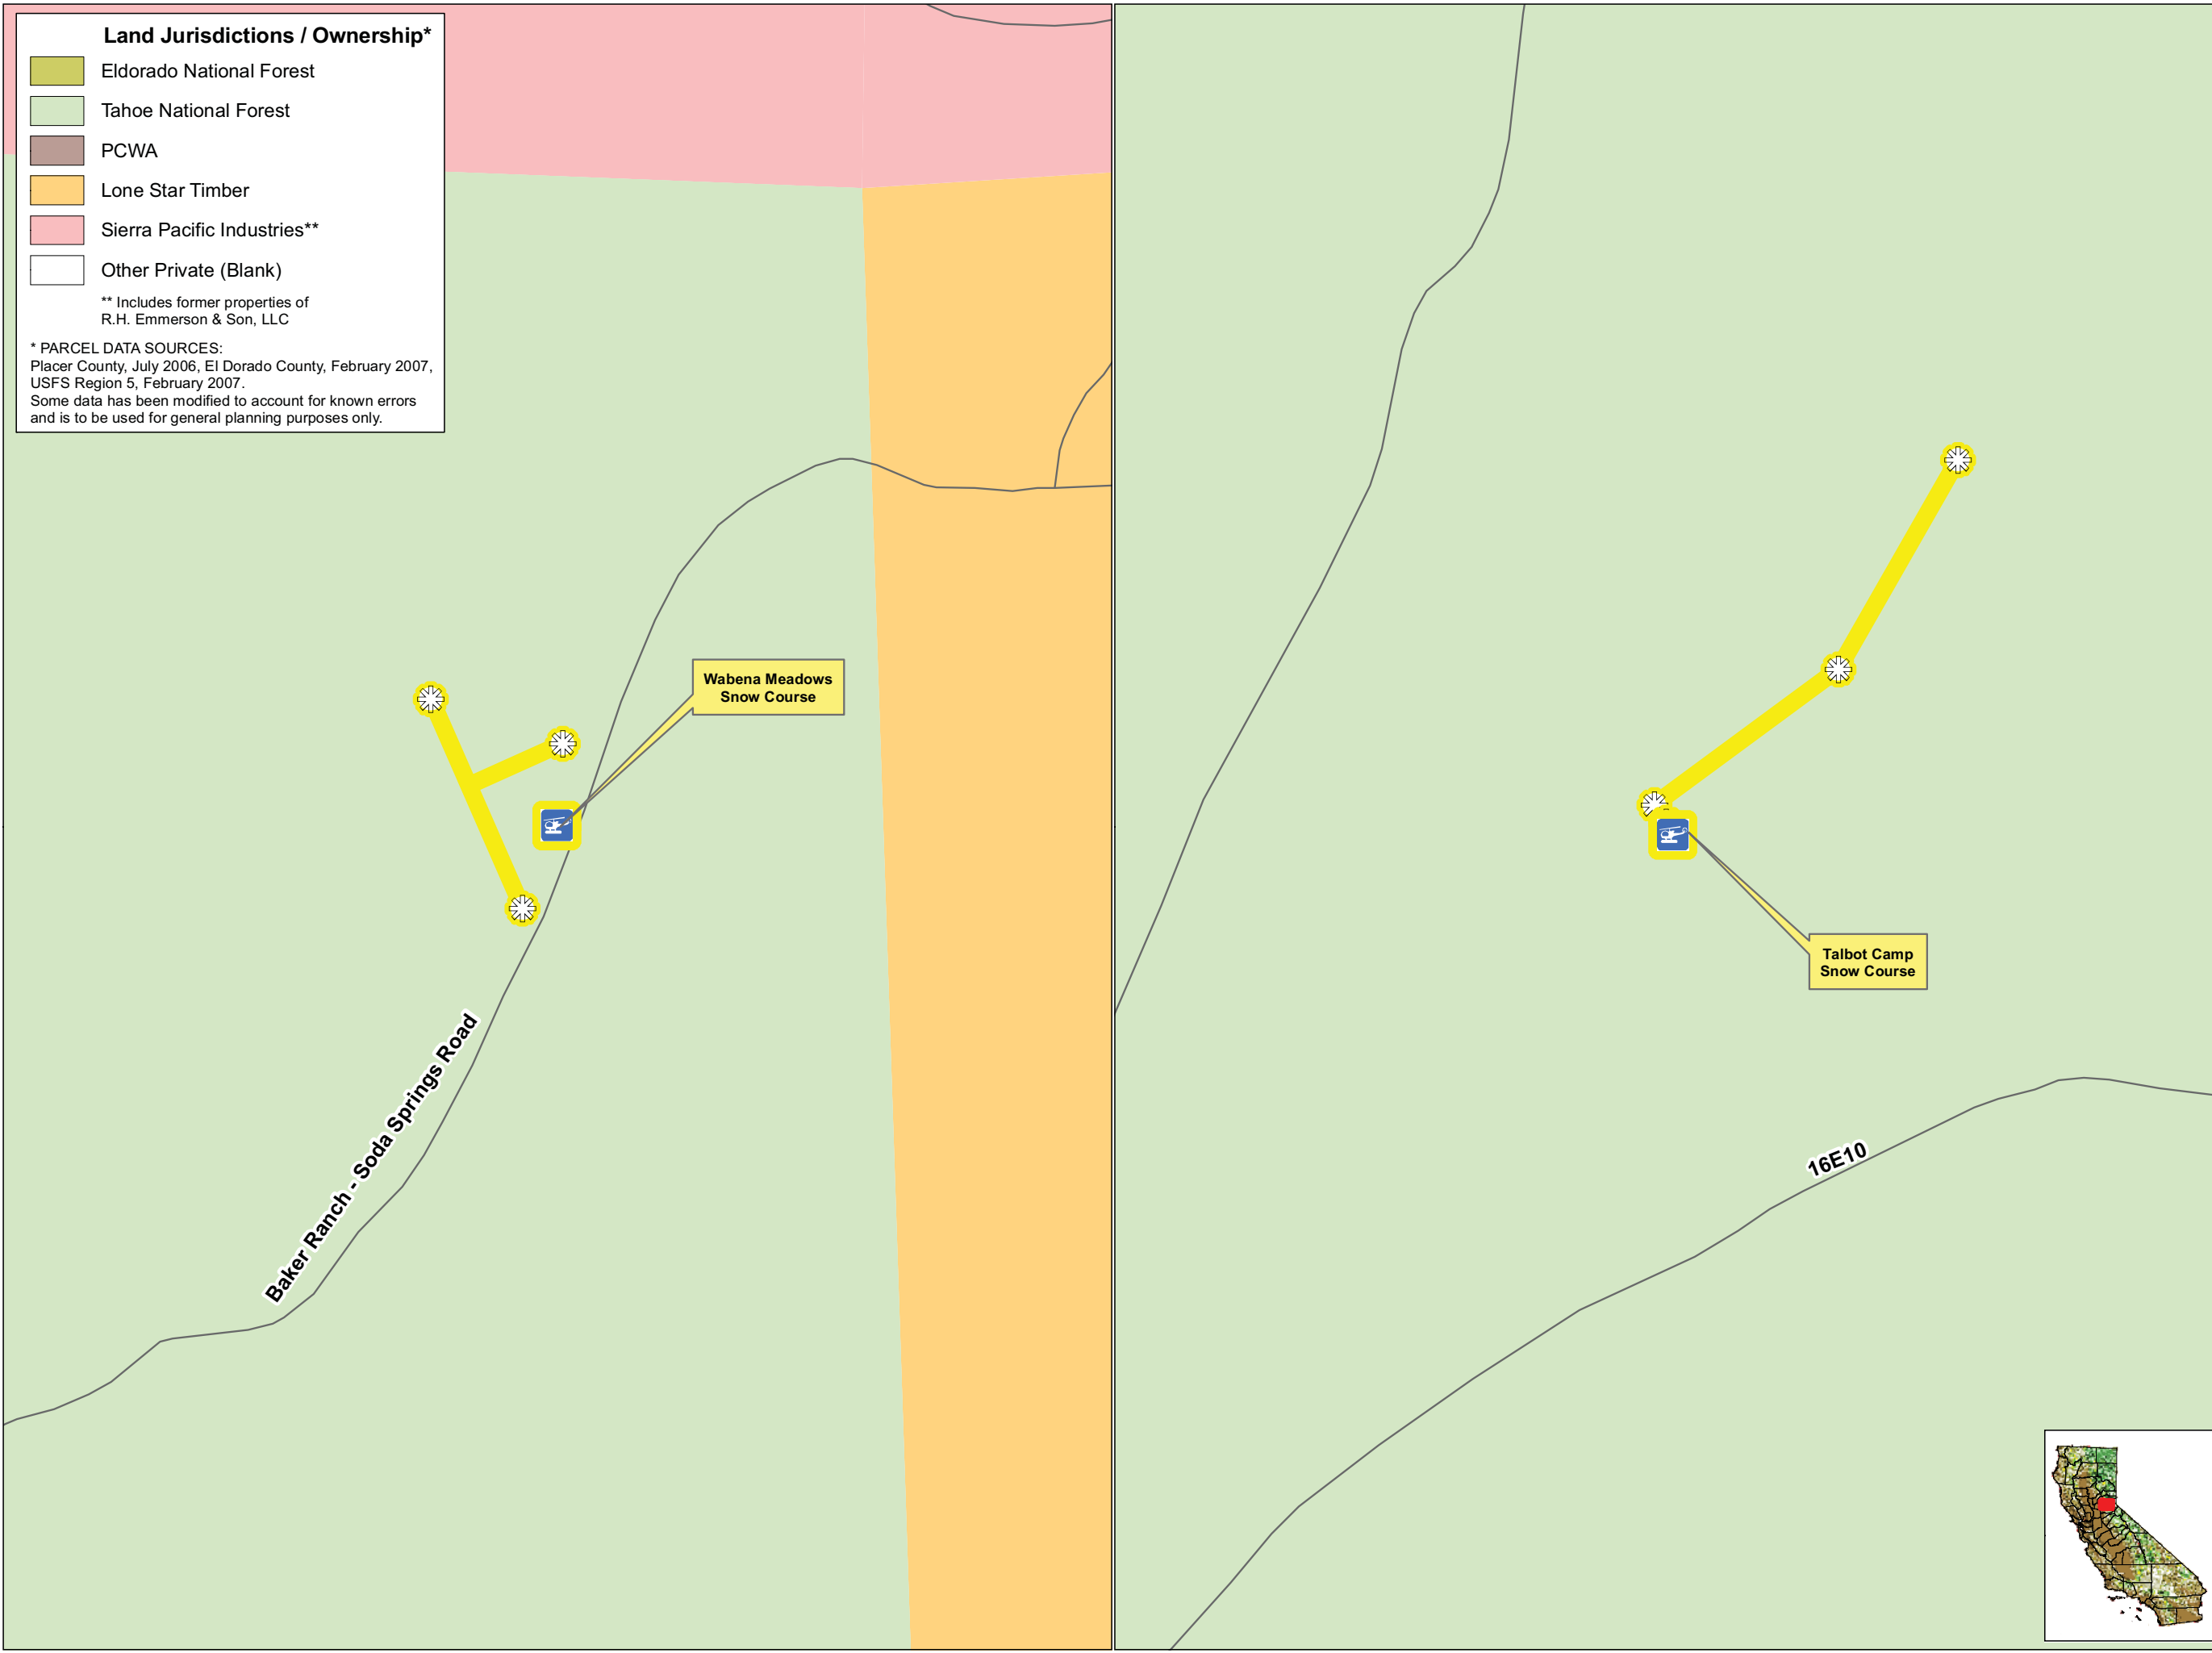 Land Jurisdictions / Ownership*
Eldorado National Forest
Tahoe National Forest
PCWA
Lone Star Timber
Sierra Pacific Industries**
Other Private (Blank)
** Includes former properties of
R.H. Emmerson & Son, LLC
* PARCEL DATA SOURCES:
Placer County, July 2006, El Dorado County, February 2007,
USFS Region 5, February 2007.
Some data has been modified to account for known errors
and is to be used for general planning purposes only.
Wabena Meadows
Snow Course
Baker Ranch - Soda Springs Road
Talbot Camp
Snow Course
16E10